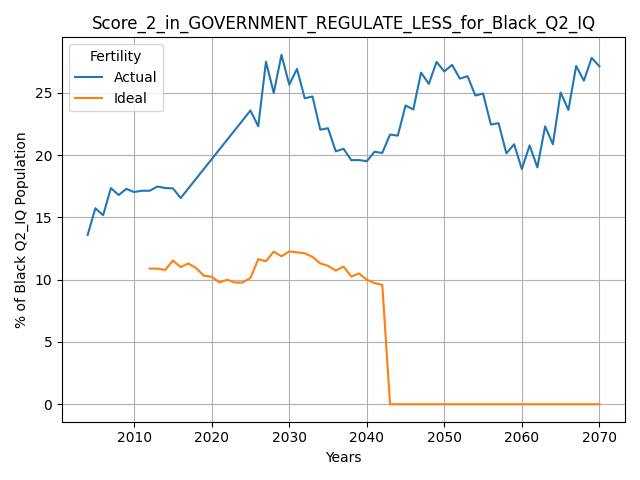 Score_2_in_GOVERNMENT_REGULATE_LESS_for_Black_Q2_IQ
Fertility
Actual
Ideal
% of Black Q2_IQ Population
25
20
15
10
5
0
2010 2020 2030 2040 2050 2060 2070
Years